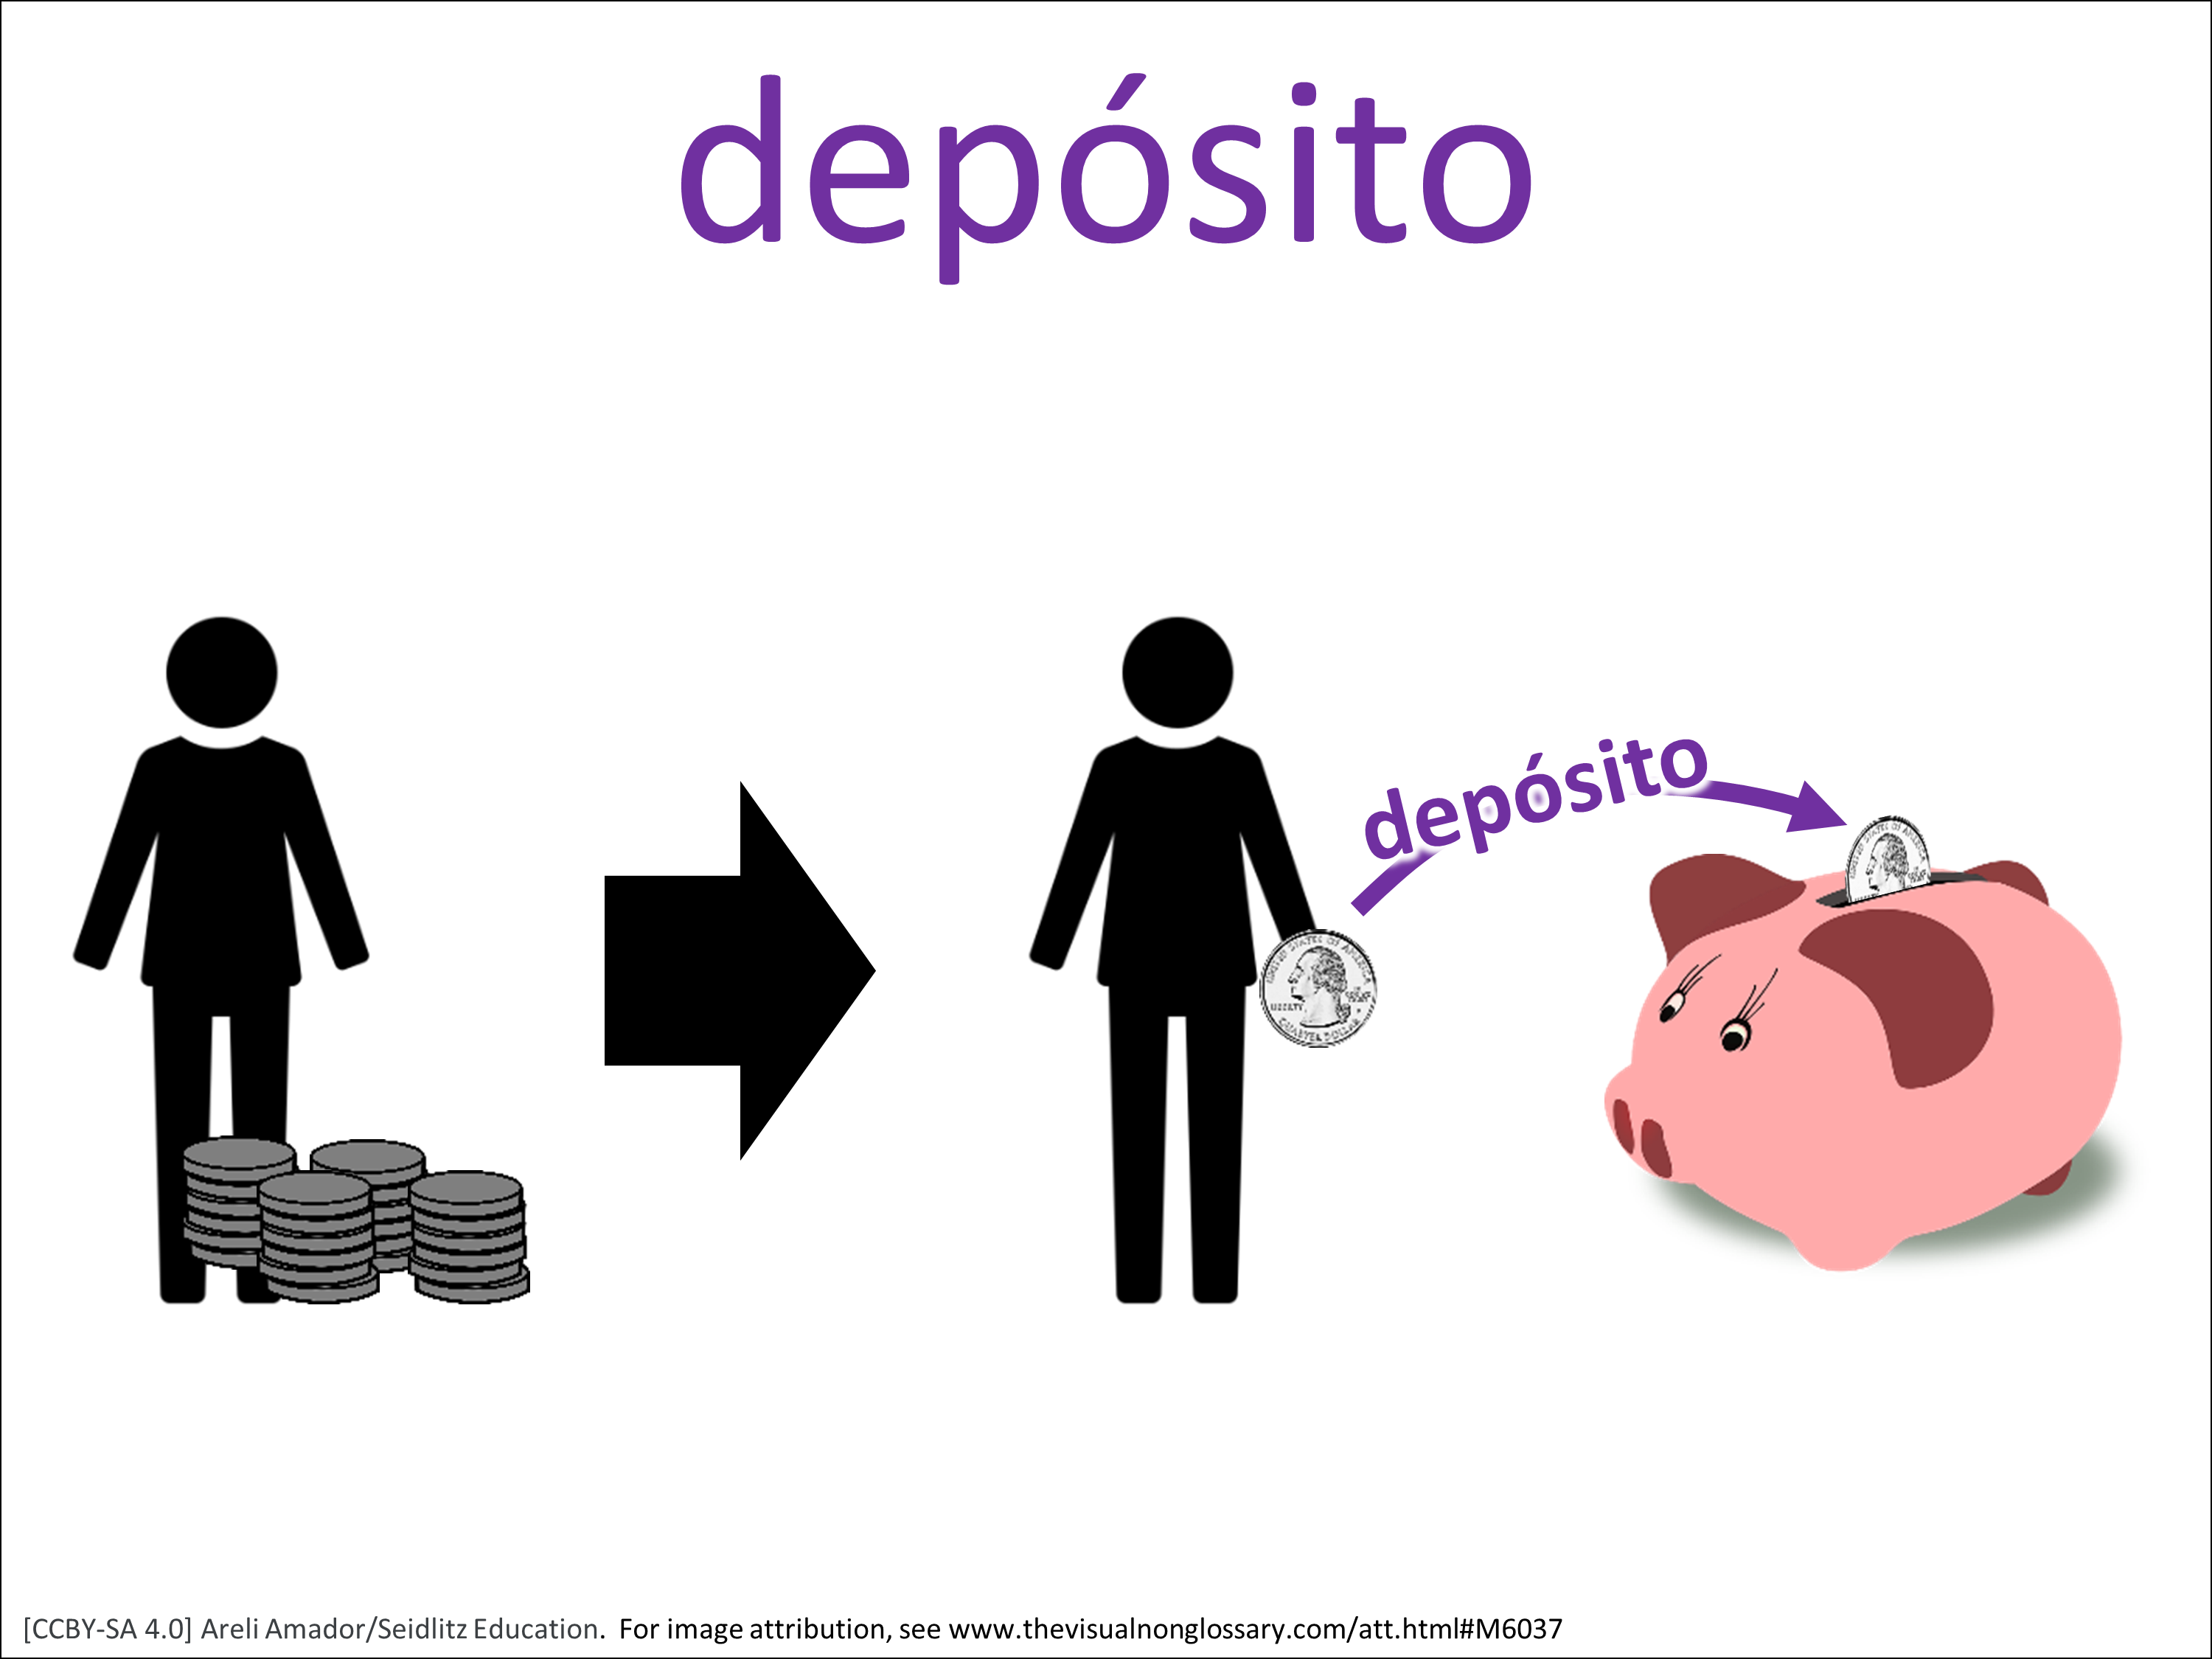 depósito
depósito
[CCBY-SA 4.0] Areli Amador/Seidlitz Education.  For image attribution, see www.thevisualnonglossary.com/att.html#M6037